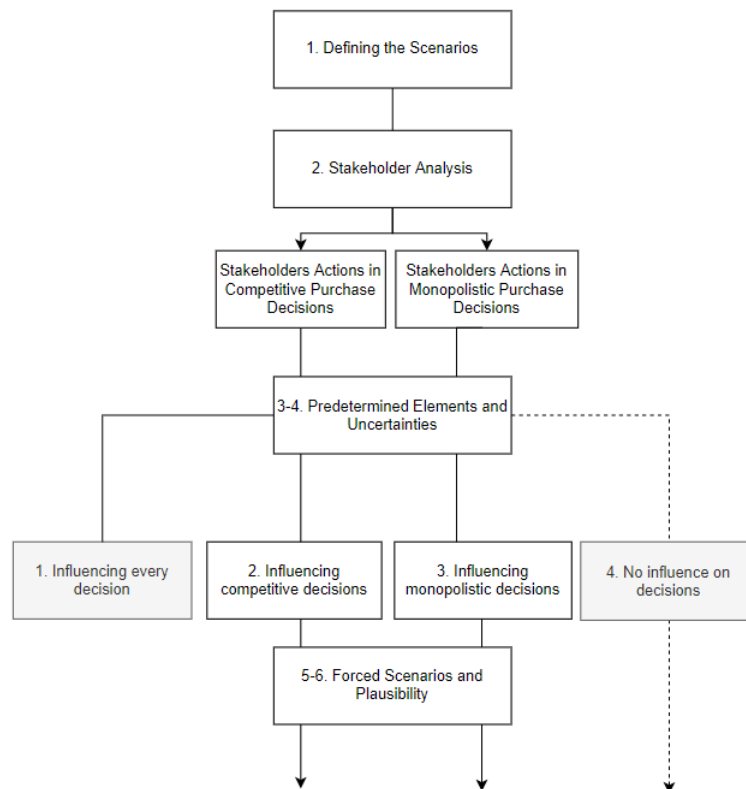 1. Defining the Scenarios
2. Stakeholder Analysis
Stakeholders Actions in
Competitive Purchase
Decisions
Stakeholders Actions in
Monopolistic Purchase
Decisions
3-4. Predetermined Elements and
Uncertainties
1. Influencing every
decision
2. Influencing
competitive decisions
3. Influencing
monopolistic decisions
4. No influence on
decisions
5-6. Forced Scenarios and
Plausibility